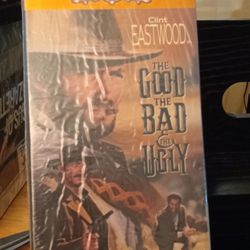 Clint
EASTWOOD
THE
GOOD
THE
BAD
& THE
UGLY